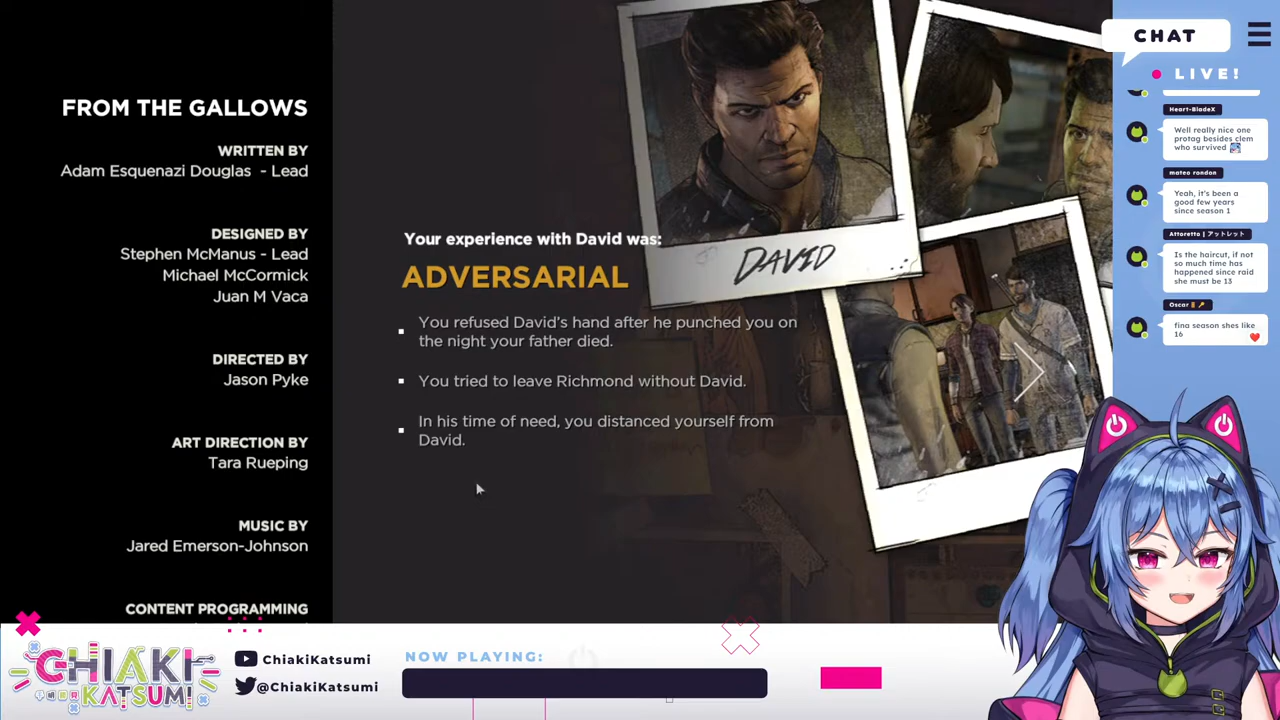 FROM THE GALLOWS
WRITTEN BY
Adam Esquenazi Douglas - Lead
DESIGNED BY
Stephen McManus - Lead
Michael McCormick
Juan M Vaca
DIRECTED BY
Jason Pyke
ART DIRECTION BY
Tara Rueping
MUSIC BY
Jared Emerson-Johnson
CONTENT PROGRAMMING
Your experience with David was:
ADVERSARIAL
You refused David's hand after he punched you on
the night your father died.
You tried to leave Richmond without David.
In his time of need, you distanced yourself from
David.
DAVID
CHAT
LIVE!
Heart-BladeX
Well really nice one
protag besides clem
who survived
mateo rondon
Yeah, it's been a
good few years
since season 1
Attoretto | アットレット
Is the haircut, if not
so much time has
happened since raid
she must be 13
Oscar
fina season shes like
16
CHIAKI
KATSUMI
ChiakiKatsumi
@ChiakiKatsumi
NOW PLAYING: